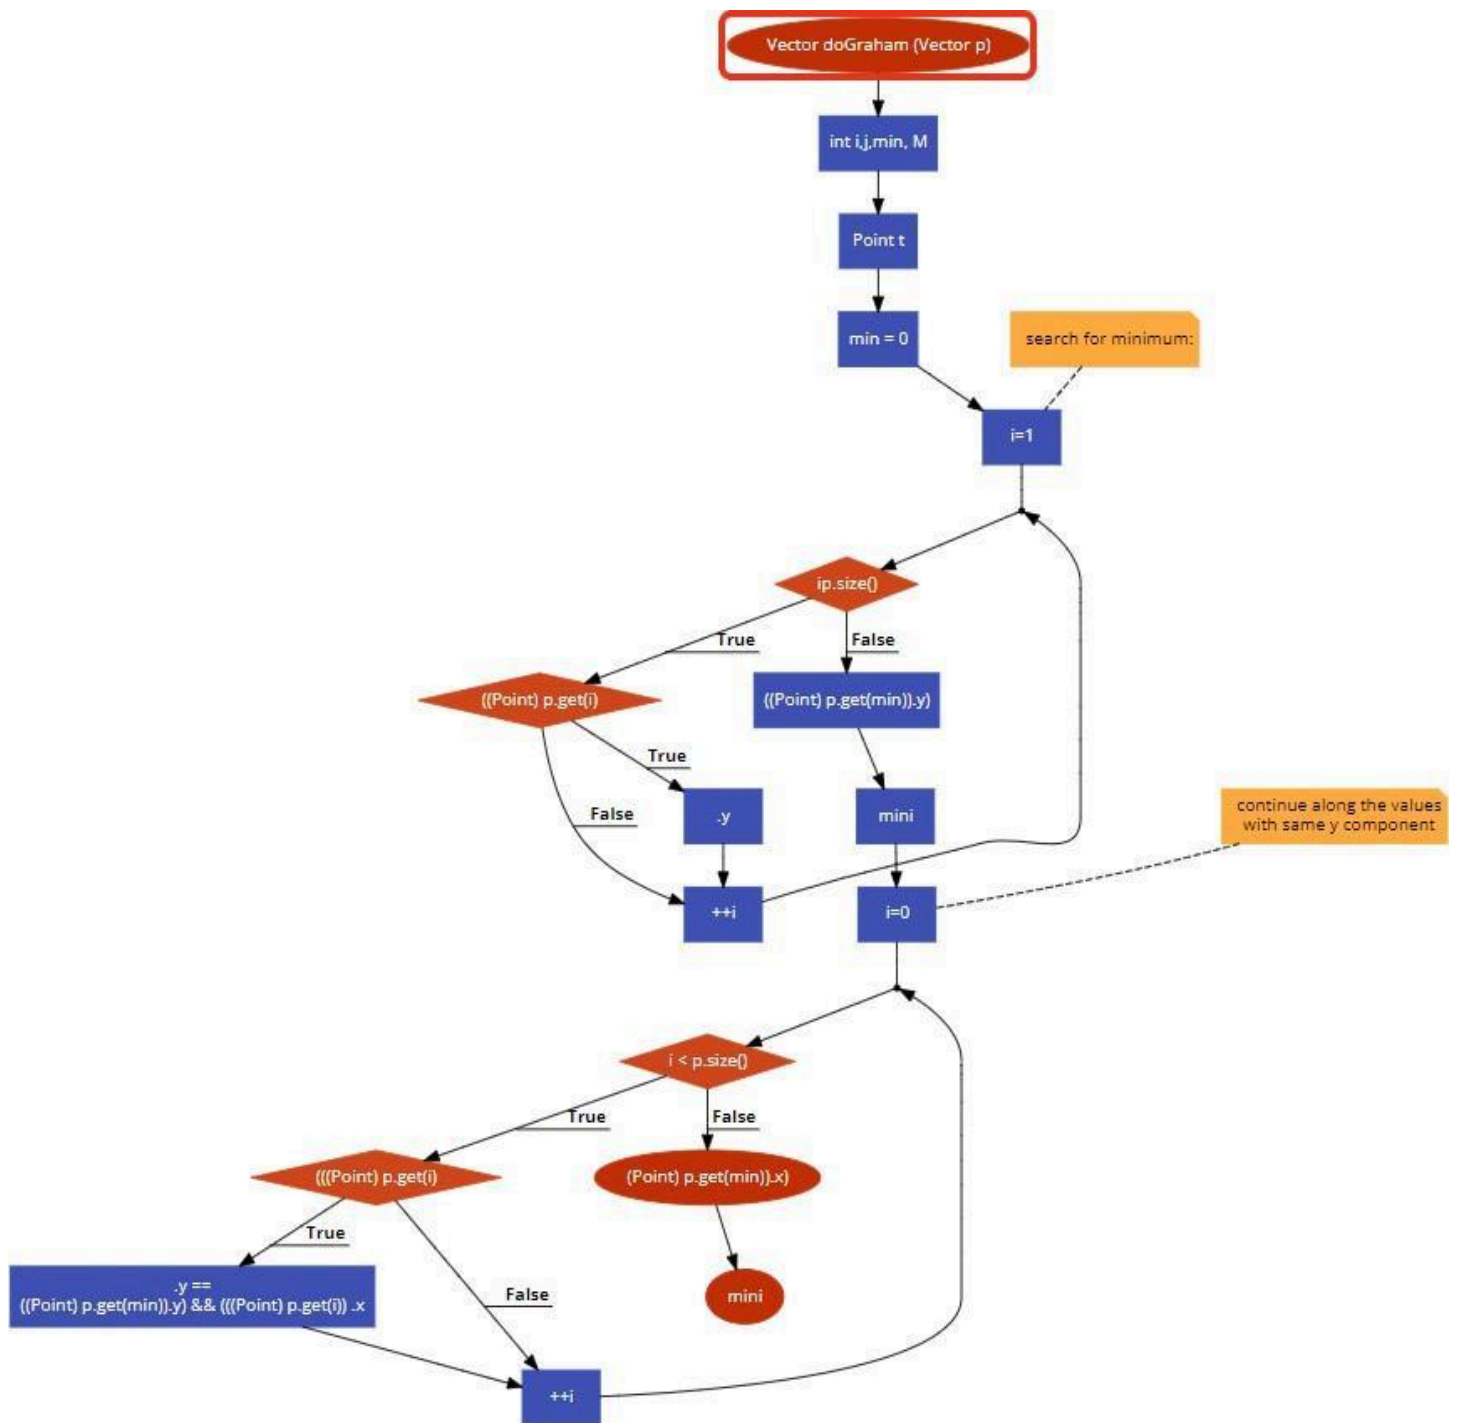 Vector doGraham (Vector p)
int i,j,min, M
Point t
min = 0
search for minimum:
i=1
ip.size()
True
False
((Point) p.get(i)
((Point) p.get(min)).y)
True
False
.y
mini
continue along the values
with same y component
++i
i=0
i < p.size()
True
False
(((Point) p.get(i)
(Point) p.get(min)).x)
True
False
.y ==
((Point) p.get(min)).y) && (((Point) p.get(i)) .x
mini
++i